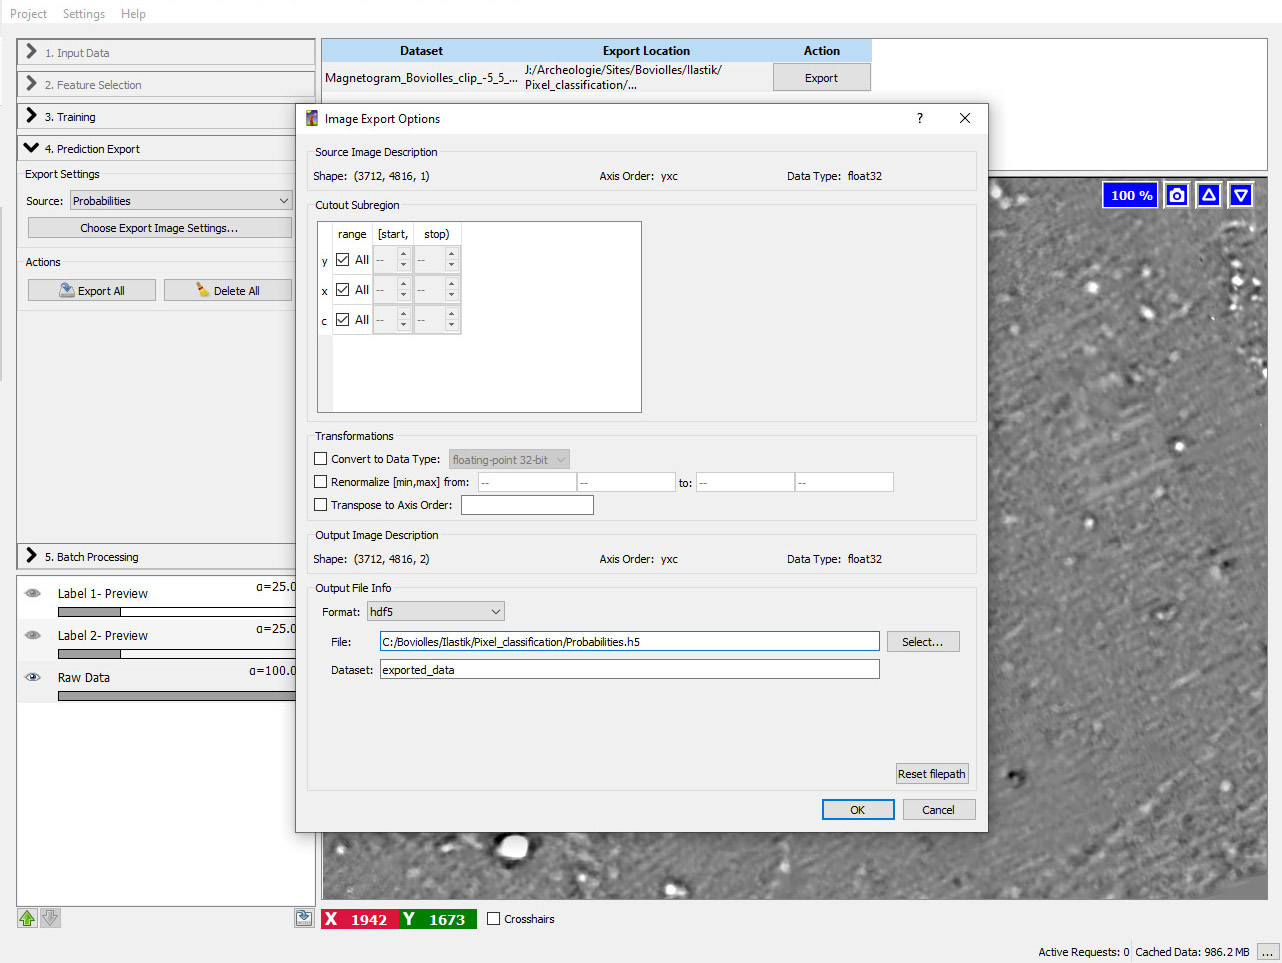 Project Settings Help
1. Input Data
2. Feature Selection
3. Training
4. Prediction Export
Export Settings
Source: Probabilities
Choose Export Image Settings...
Actions
Export All Delete All
5. Batch Processing
Label 1- Preview α=25.0
Label 2- Preview α=25.0
Raw Data α=100.0
Dataset Export Location Action
Magnetogram_Boviolles_clip_-5_5_... J:/Archeologie/Sites/Boviolles/Ilastik/ Export
Pixel_classification/...
100 %
Image Export Options ?
Source Image Description
Shape: (3712, 4816, 1) Axis Order: yxc Data Type: float32
Cutout Subregion
range [start, stop)
y All -- --
x All -- --
c All -- --
Transformations
Convert to Data Type: floating-point 32-bit
Renormalize [min,max] from: -- -- to: -- --
Transpose to Axis Order:
Output Image Description
Shape: (3712, 4816, 2) Axis Order: yxc Data Type: float32
Output File Info
Format: hdf5
File: C:/Boviolles/Ilastik/Pixel_classification/Probabilities.h5 Select...
Dataset: exported_data
Reset filepath
OK Cancel
X 1942 Y 1673 Crosshairs
Active Requests: 0 Cached Data: 986.2 MB ...